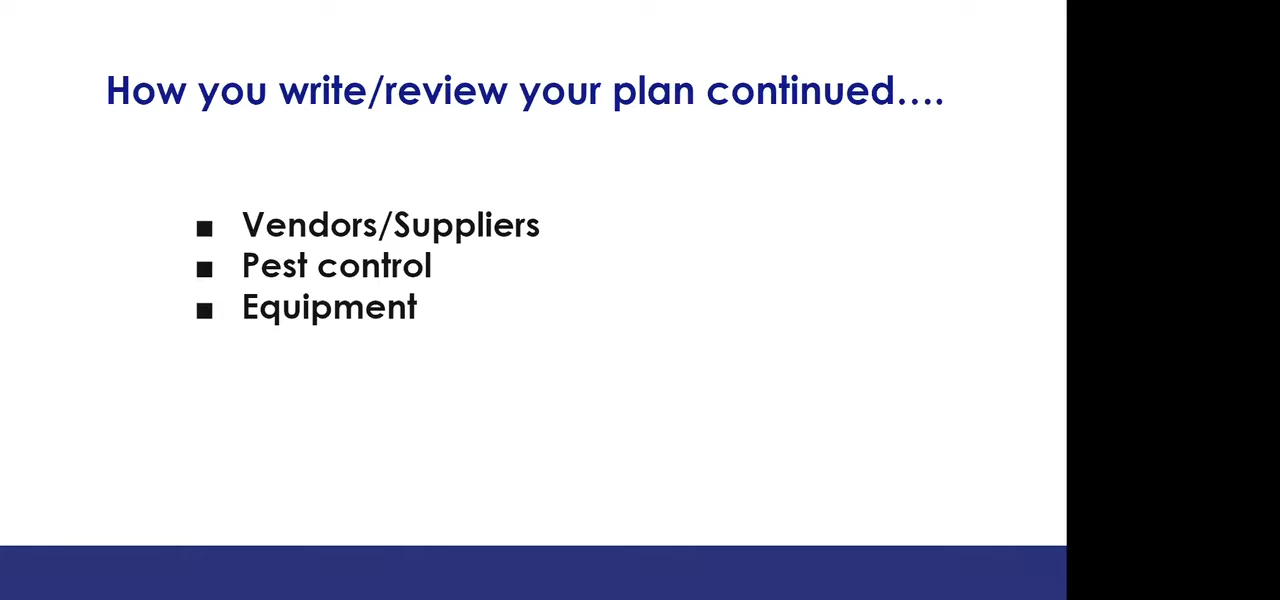 How you write/review your plan continued....
■ Vendors/Suppliers
■ Pest control
■ Equipment